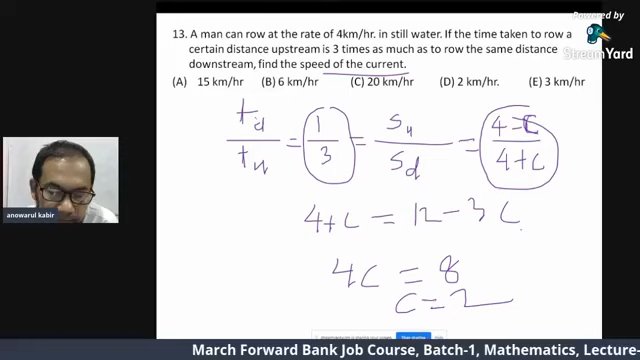 Powered by
StreamYard
13. A man can row at the rate of 4km/hr. in still water. If the time taken to row a
certain distance upstream is 3 times as much as to row the same distance
downstream, find the speed of the current.
(A) 15 km/hr (B) 6 km/hr (C) 20 km/hr (D) 2 km/hr. (E) 3 km/hr
t_d / t_u = 1 / 3 = S_u / S_d = 4 - C / 4 + C
4 + C = 12 - 3C
4C = 8
C = 2
anowarul kabir
March Forward Bank Job Course, Batch-1, Mathematics, Lecture-